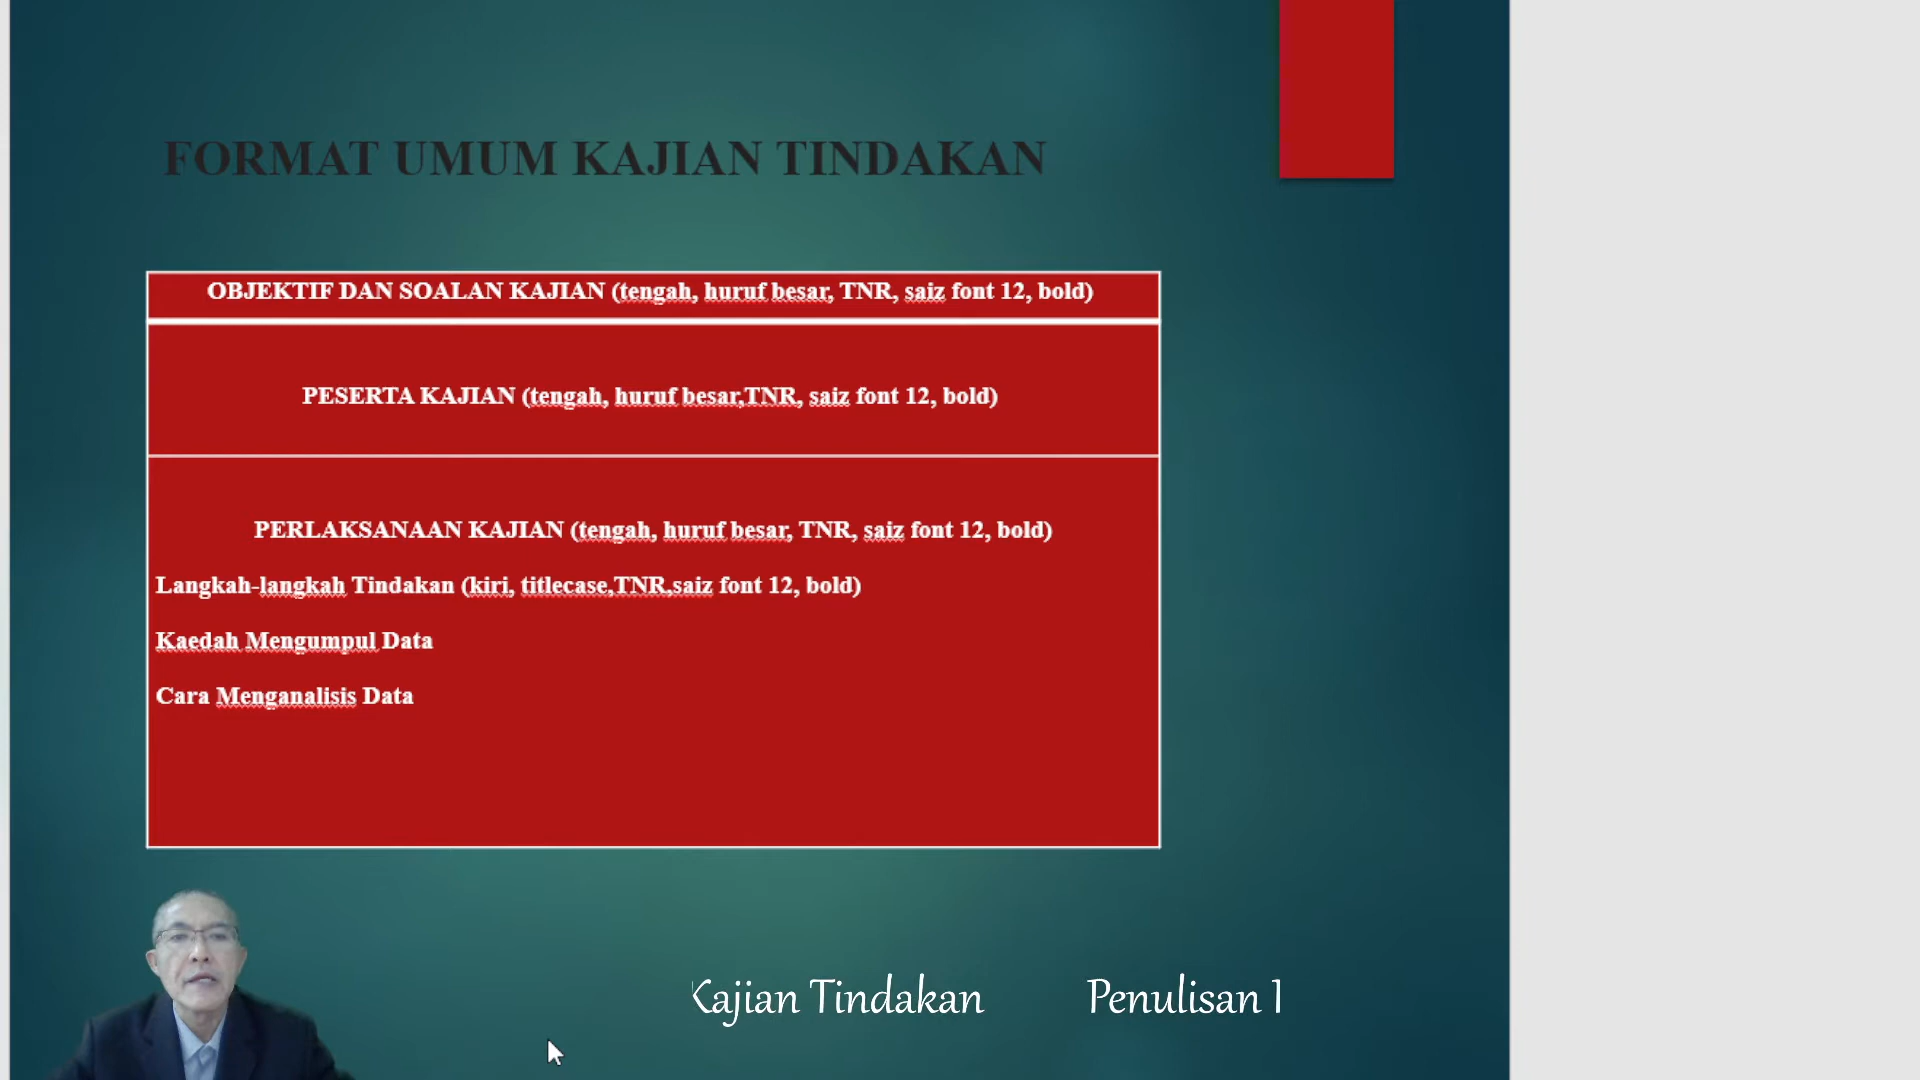 FORMAT UMUM KAJIAN TINDAKAN
OBJEKTIF DAN SOALAN KAJIAN (tengah, huruf besar, TNR, saiz font 12, bold)
PESERTA KAJIAN (tengah, huruf besar,TNR, saiz font 12, bold)
PERLAKSANAAN KAJIAN (tengah, huruf besar, TNR, saiz font 12, bold)
Langkah-langkah Tindakan (kiri, titlecase,TNR,saiz font 12, bold)
Kaedah Mengumpul Data
Cara Menganalisis Data
Kajian Tindakan Penulisan I